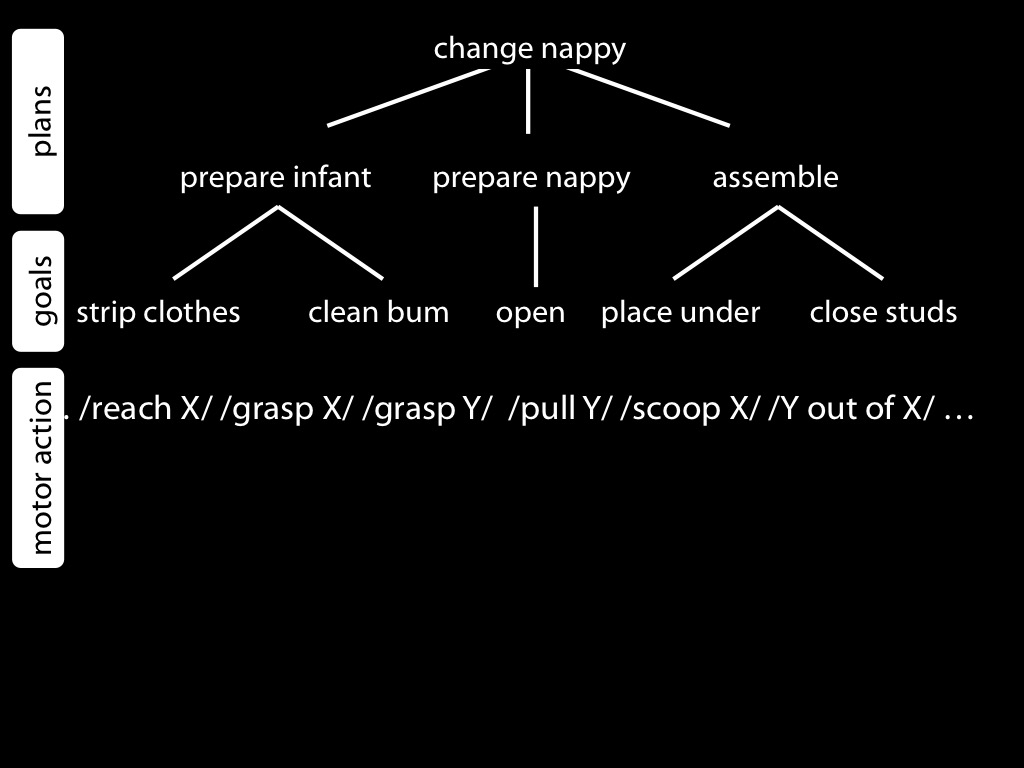 plans
change nappy
prepare infant prepare nappy assemble
goals
strip clothes clean bum open place under close studs
motor action
. /reach X/ /grasp X/ /grasp Y/ /pull Y/ /scoop X/ /Y out of X/ …